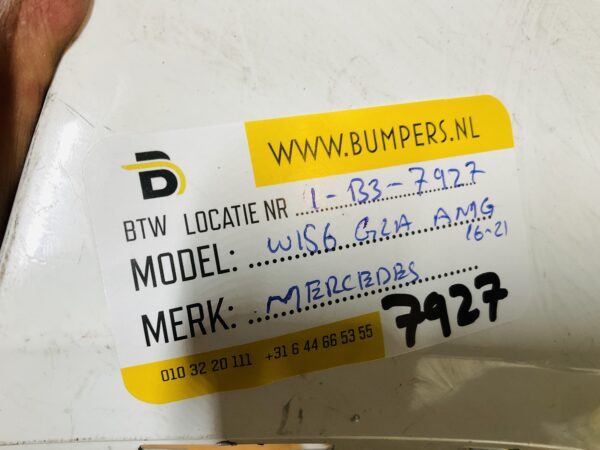 WWW.BUMPERS.NL
B
BTW LOCATIE NR 1-B3-7927
MODEL: W156 GLA AMG
16-21
MERK: MERCEDES
7927
010 32 20 111 +31 6 44 66 53 55